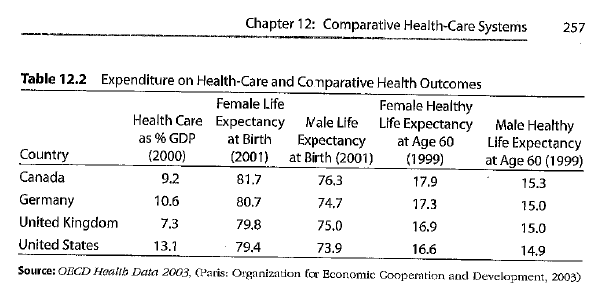 Chapter 12: Comparative Health-Care Systems 257
Table 12.2 Expenditure on Health-Care and Comparative Health Outcomes
Female Life Female Healthy
Health Care Expectancy Male Life Life Expectancy Male Healthy
as % GDP at Birth Expectancy at Age 60 Life Expectancy
Country (2000) (2001) at Birth (2001) (1999) at Age 60 (1999)
Canada 9.2 81.7 76.3 17.9 15.3
Germany 10.6 80.7 74.7 17.3 15.0
United Kingdom 7.3 79.8 75.0 16.9 15.0
United States 13.1 79.4 73.9 16.6 14.9
Source: OECD Health Data 2003, (Paris: Organization for Economic Cooperation and Development, 2003)